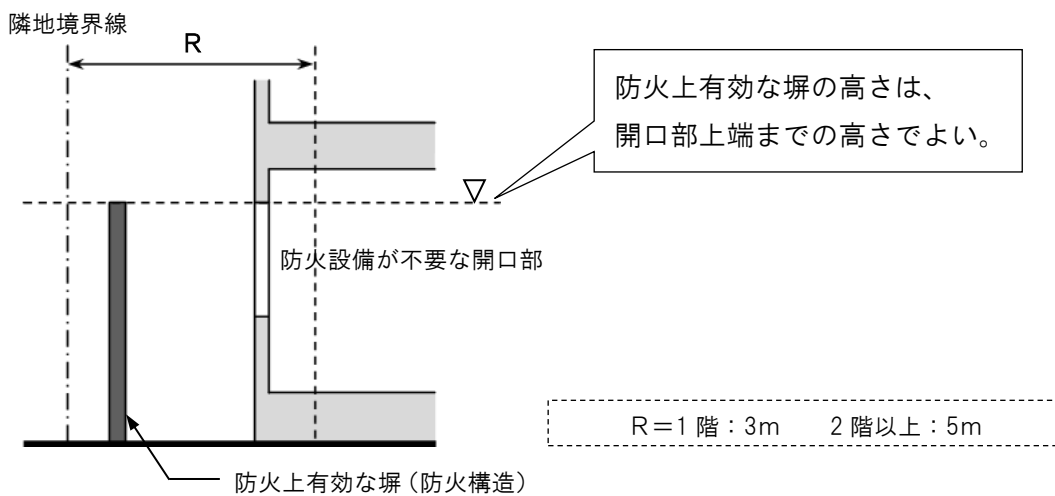 隣地境界線
R
防火上有効な塀の高さは、
開口部上端までの高さでよい。
防火設備が不要な開口部
R＝1階：3m　2階以上：5m
防火上有効な塀（防火構造）